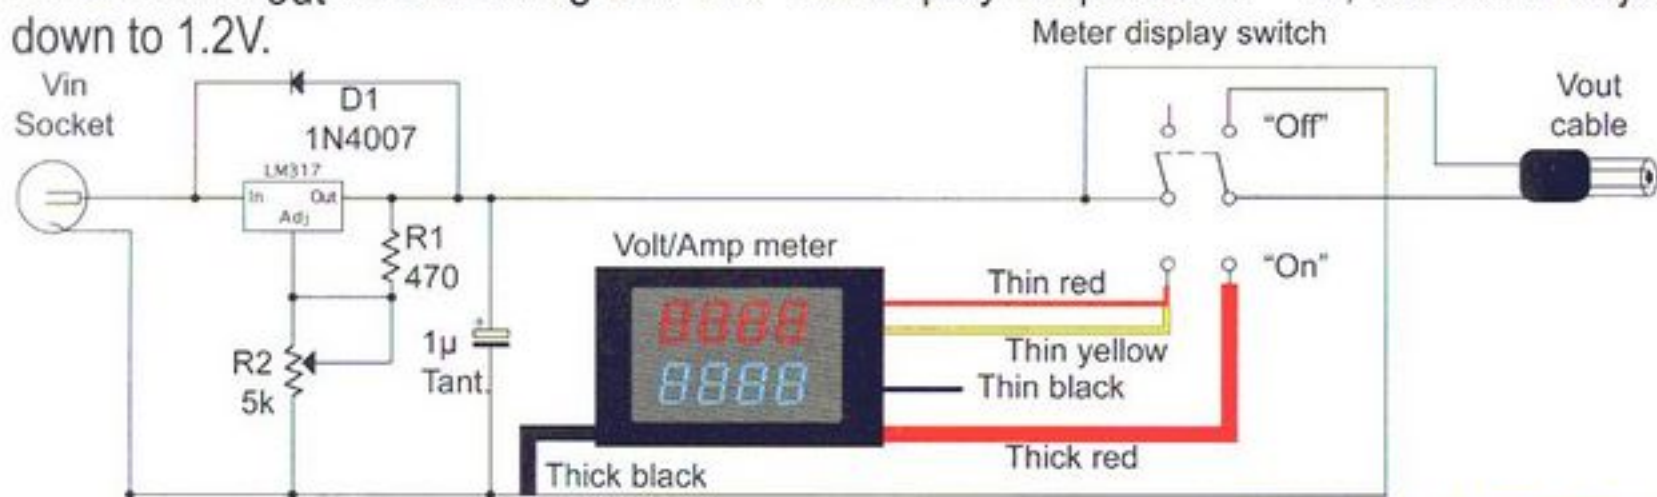 down to 1.2V.
Meter display switch
Vin
Socket
D1
1N4007
LM317
In
Out
Adj
R1
470
R2
5k
1µ
Tant.
+
Volt/Amp meter
8888
8888
Thin red
Thin yellow
Thin black
Thick red
Thick black
“Off”
“On”
Vout
cable